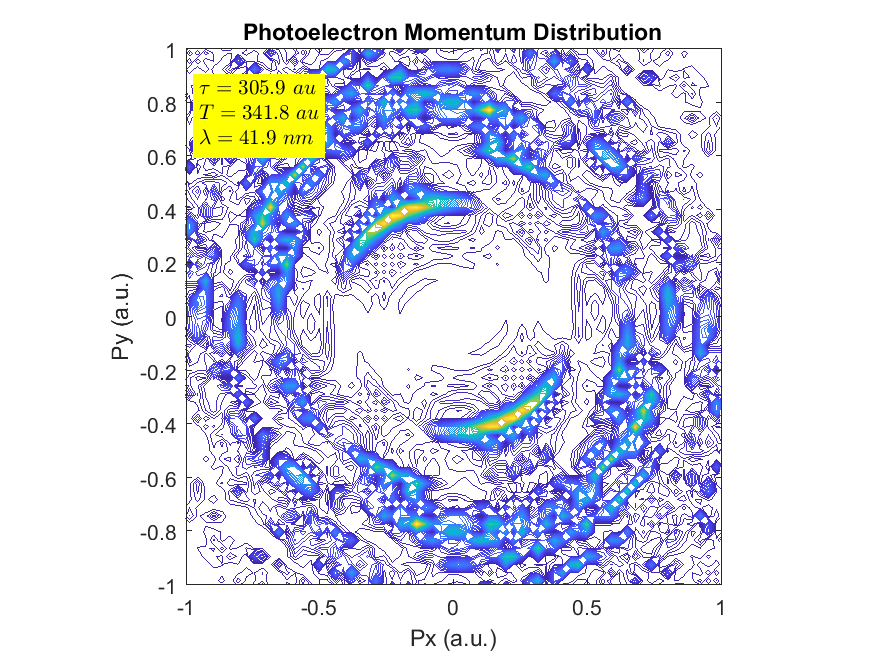 Photoelectron Momentum Distribution
τ = 305.9 au
T = 341.8 au
λ = 41.9 nm
Py (a.u.)
1
0.8
0.6
0.4
0.2
0
-0.2
-0.4
-0.6
-0.8
-1
-1 -0.5 0 0.5 1
Px (a.u.)